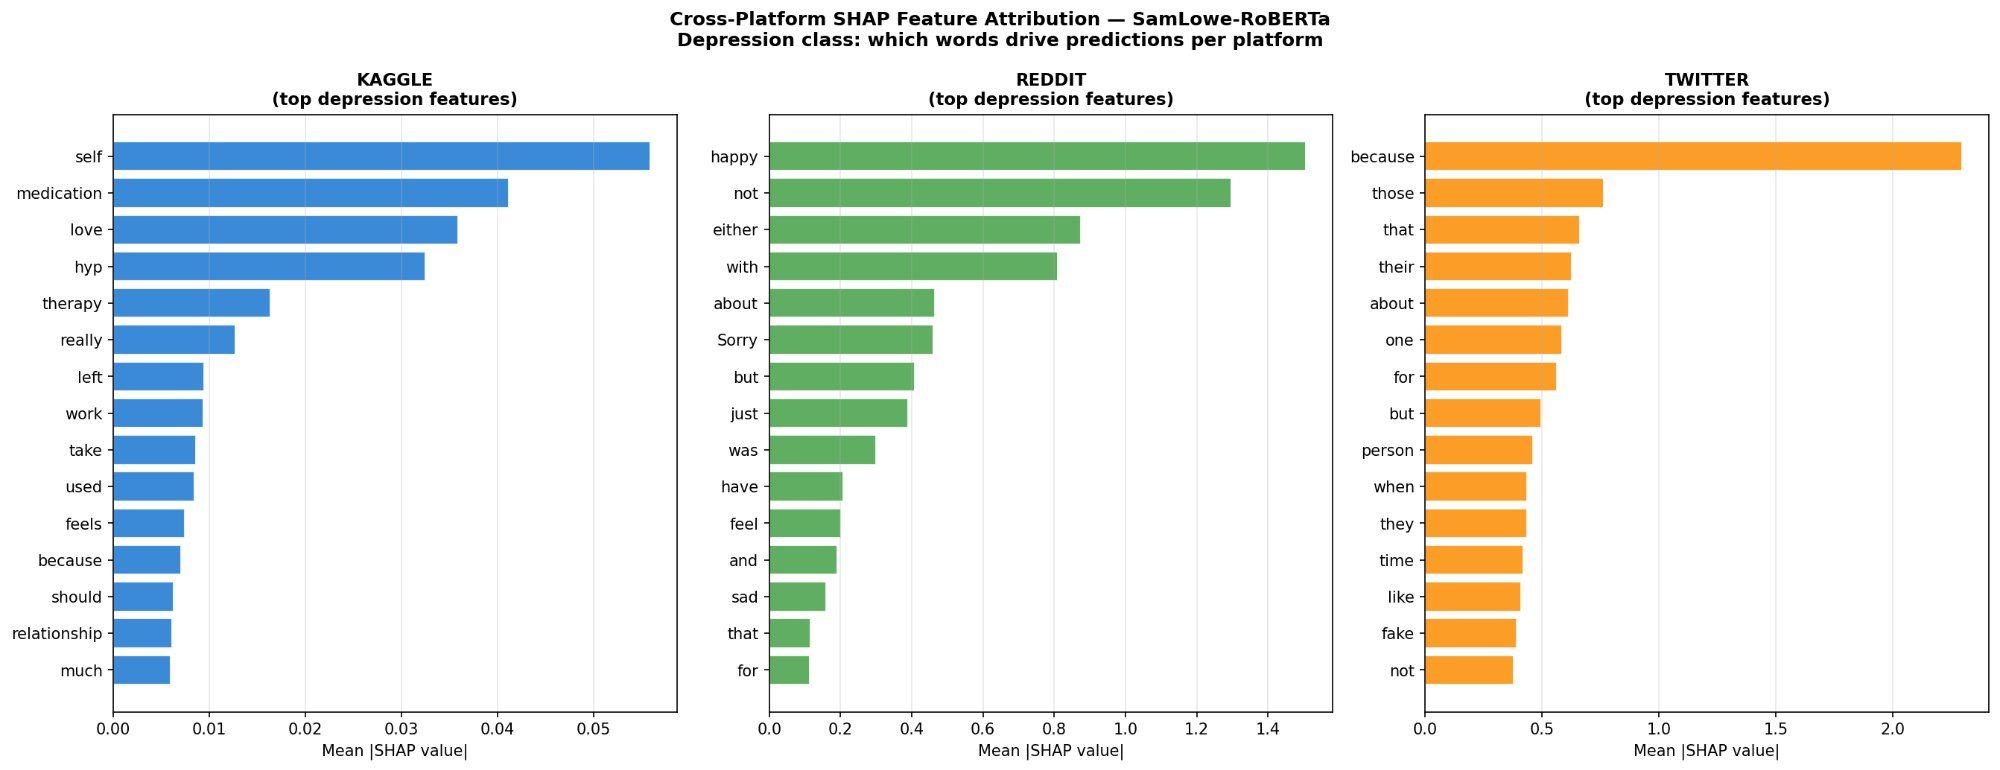 Cross-Platform SHAP Feature Attribution — SamLowe-RoBERTa
Depression class: which words drive predictions per platform
KAGGLE
(top depression features)
self
medication
love
hyp
therapy
really
left
work
take
used
feels
because
should
relationship
much
0.00 0.01 0.02 0.03 0.04 0.05
Mean |SHAP value|
REDDIT
(top depression features)
happy
not
either
with
about
Sorry
but
just
was
have
feel
and
sad
that
for
0.0 0.2 0.4 0.6 0.8 1.0 1.2 1.4
Mean |SHAP value|
TWITTER
(top depression features)
because
those
that
their
about
one
for
but
person
when
they
time
like
fake
not
0.0 0.5 1.0 1.5 2.0
Mean |SHAP value|